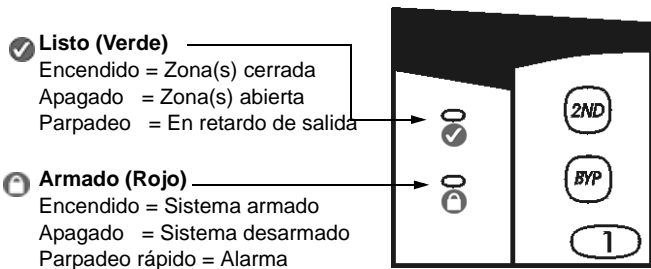 Listo (Verde)
Encendido = Zona(s) cerrada
Apagado = Zona(s) abierta
Parpadeo = En retardo de salida
Armado (Rojo)
Encendido = Sistema armado
Apagado = Sistema desarmado
Parpadeo rápido = Alarma
2ND
BYP
1